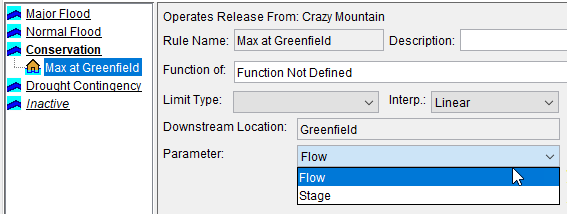 Major Flood
Normal Flood
Conservation
Max at Greenfield
Drought Contingency
Inactive
Operates Release From: Crazy Mountain
Rule Name: Max at Greenfield Description:
Function of: Function Not Defined
Limit Type: Interp.: Linear
Downstream Location: Greenfield
Parameter: Flow
Flow
Stage